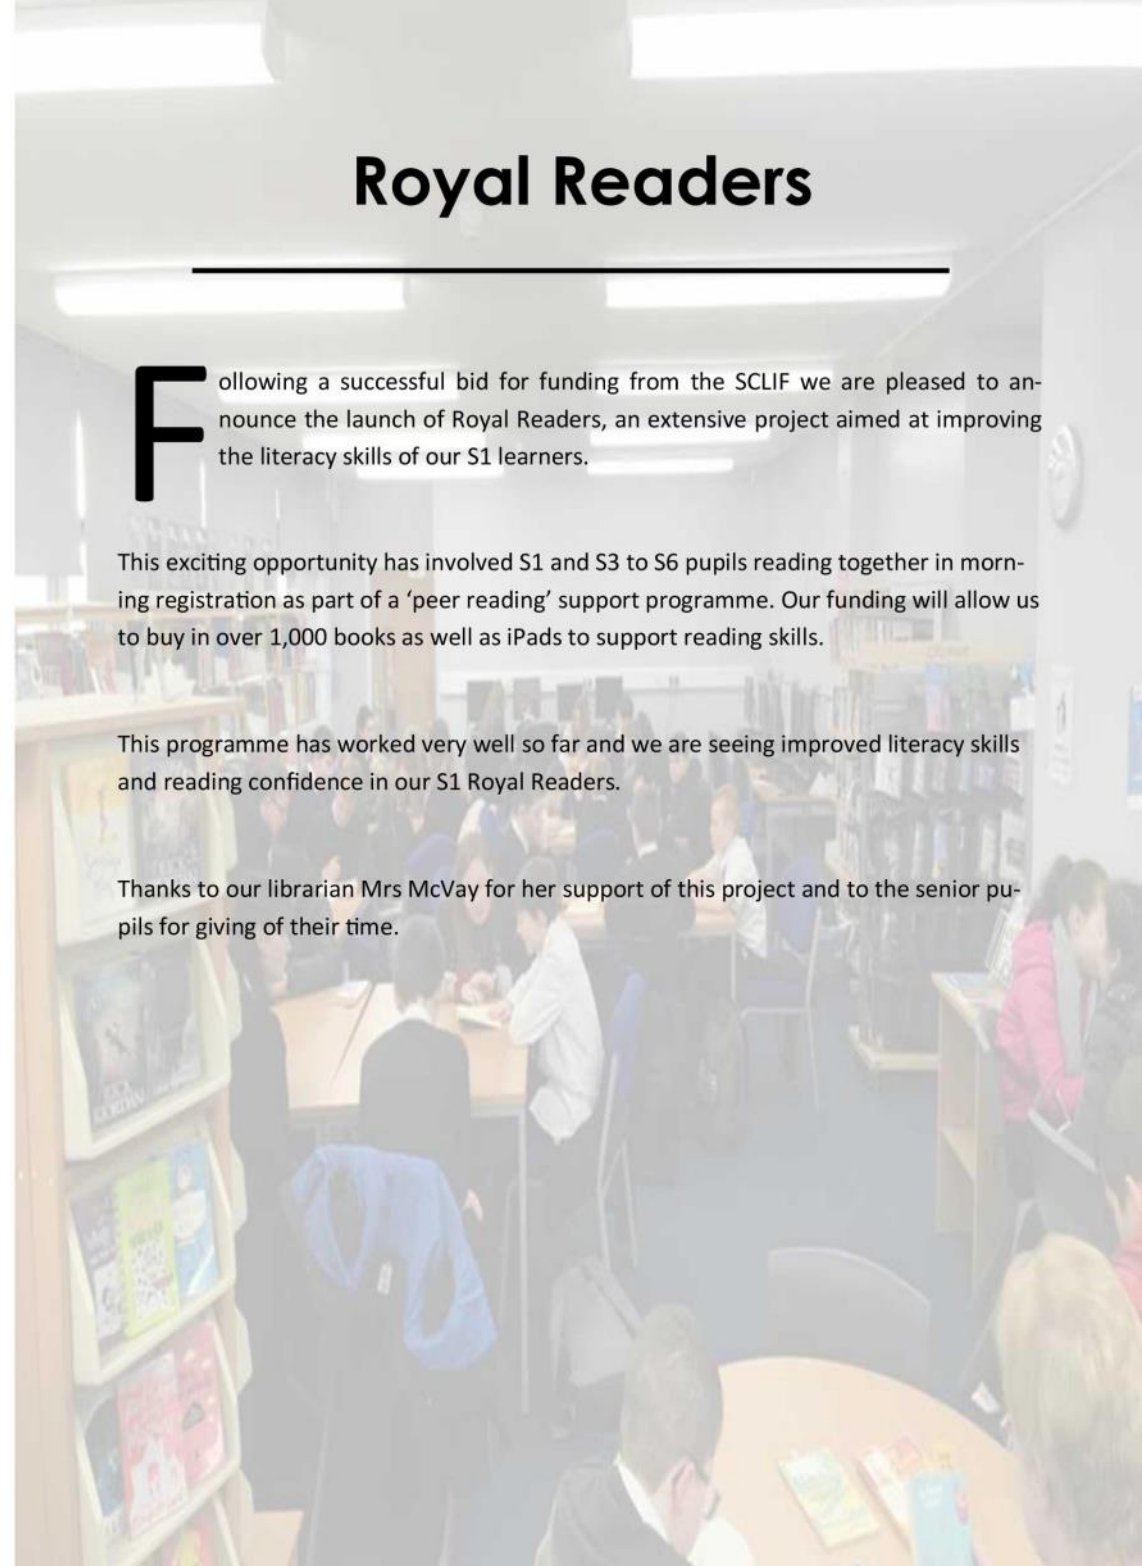 Royal Readers
Following a successful bid for funding from the SCLIF we are pleased to an-
nounce the launch of Royal Readers, an extensive project aimed at improving
the literacy skills of our S1 learners.
This exciting opportunity has involved S1 and S3 to S6 pupils reading together in morn-
ing registration as part of a ‘peer reading’ support programme. Our funding will allow us
to buy in over 1,000 books as well as iPads to support reading skills.
This programme has worked very well so far and we are seeing improved literacy skills
and reading confidence in our S1 Royal Readers.
Thanks to our librarian Mrs McVay for her support of this project and to the senior pu-
pils for giving of their time.